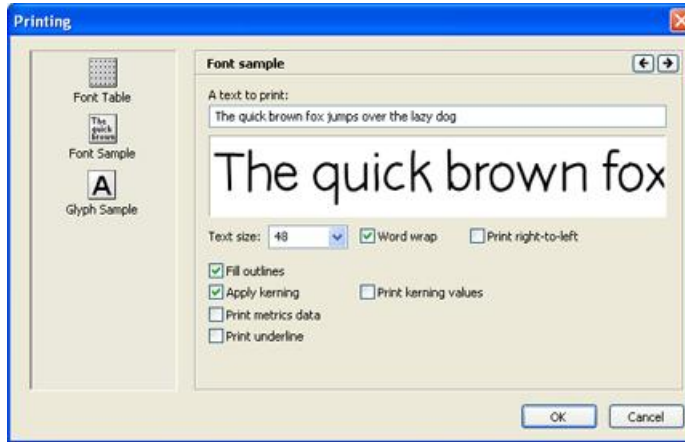 Printing
Font Table
The
quick
brown
Font Sample
A
Glyph Sample
Font sample
A text to print:
The quick brown fox jumps over the lazy dog
The quick brown fox
Text size: 48 Word wrap Print right-to-left
Fill outlines
Apply kerning Print kerning values
Print metrics data
Print underline
OK Cancel